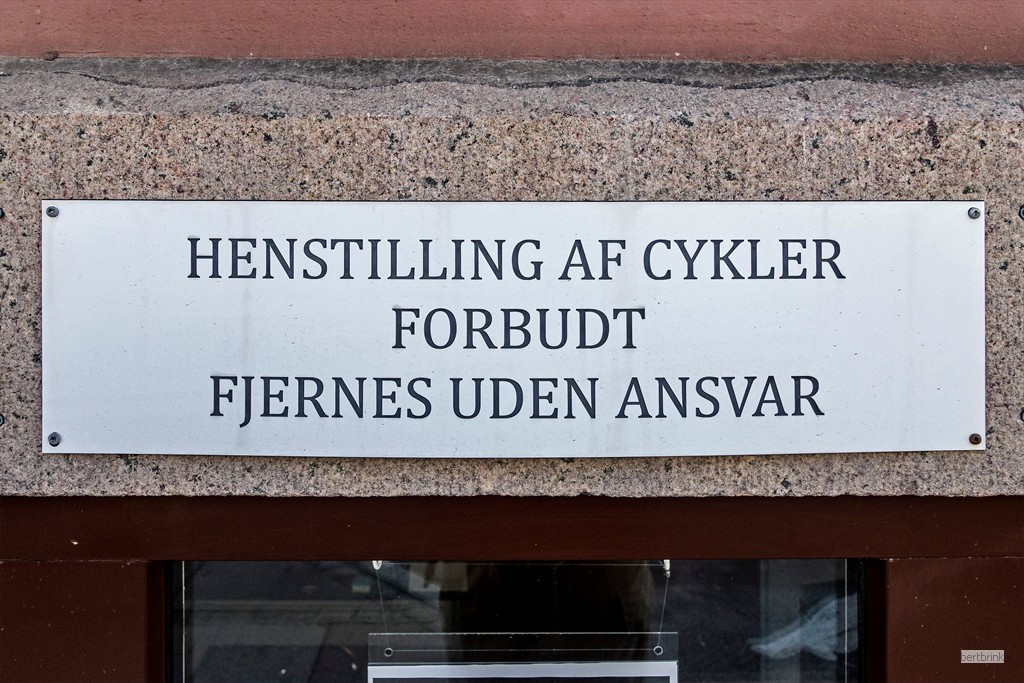 HENSTILLING AF CYKLER
FORBUDT
FJERNES UDEN ANSVAR
bertbrink